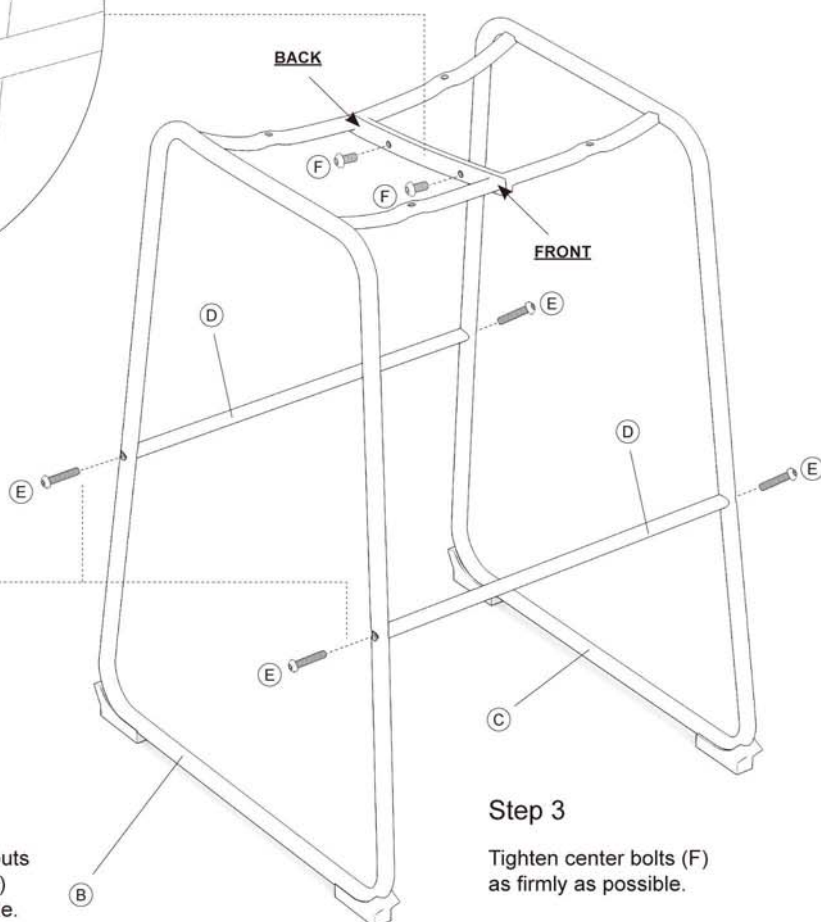 BACK
F
F
FRONT
D
E
D
E
E
E
C
B
Step 3
Tighten center bolts (F)
as firmly as possible.
)
e.